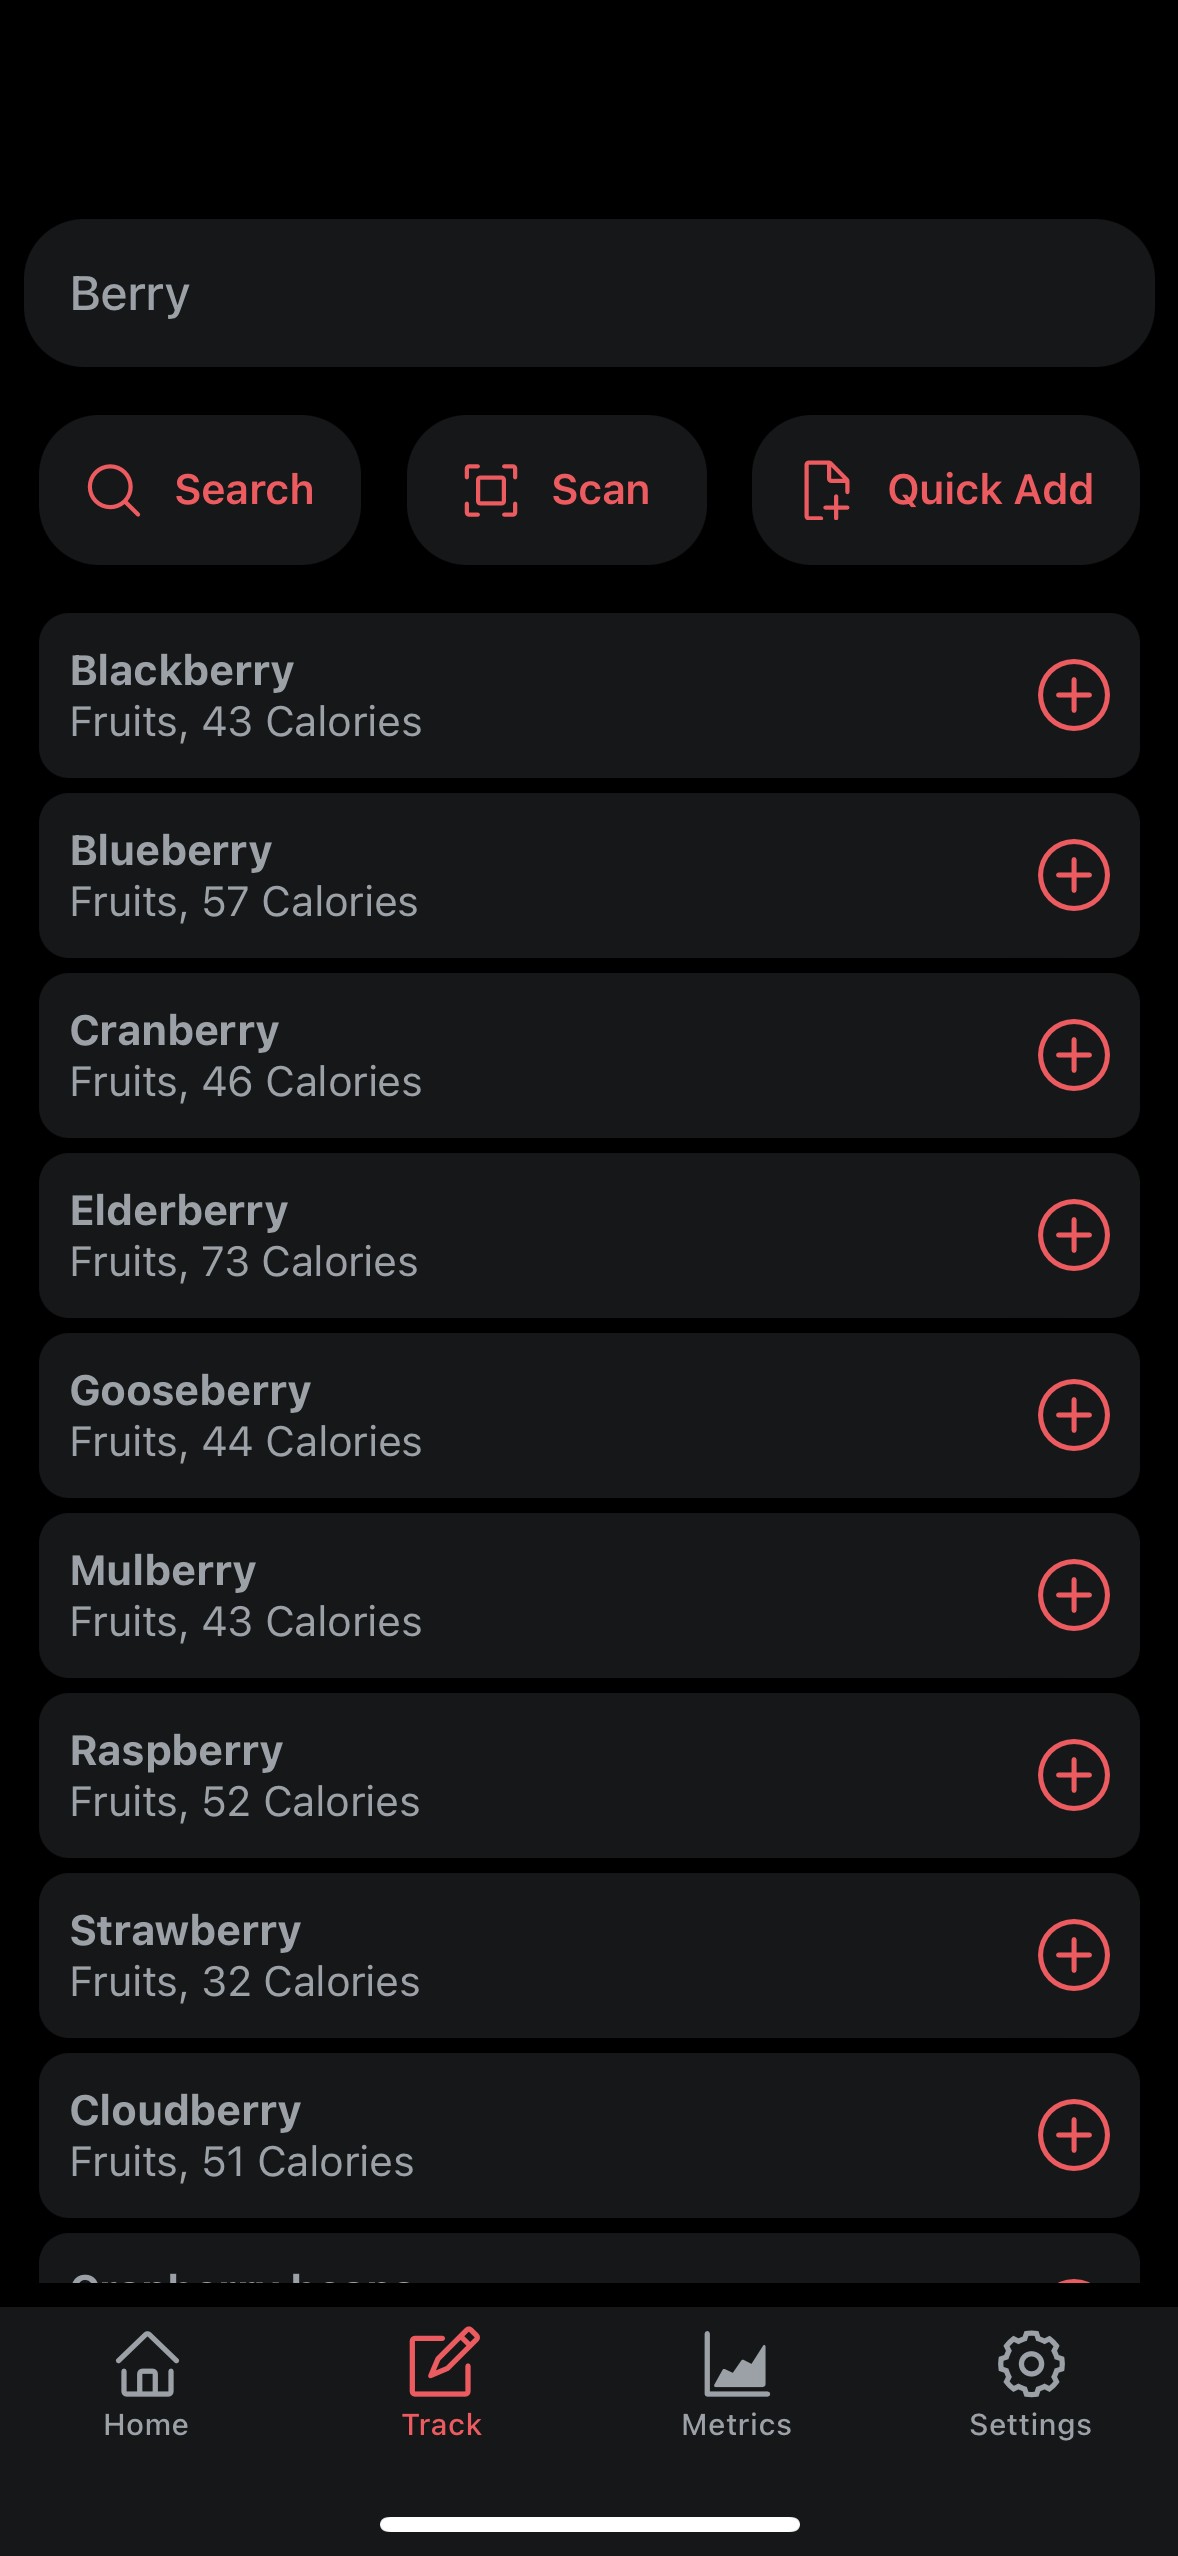 Berry
Search
Scan
Quick Add
Blackberry
Fruits, 43 Calories
Blueberry
Fruits, 57 Calories
Cranberry
Fruits, 46 Calories
Elderberry
Fruits, 73 Calories
Gooseberry
Fruits, 44 Calories
Mulberry
Fruits, 43 Calories
Raspberry
Fruits, 52 Calories
Strawberry
Fruits, 32 Calories
Cloudberry
Fruits, 51 Calories
Cranberry beans
Home
Track
Metrics
Settings